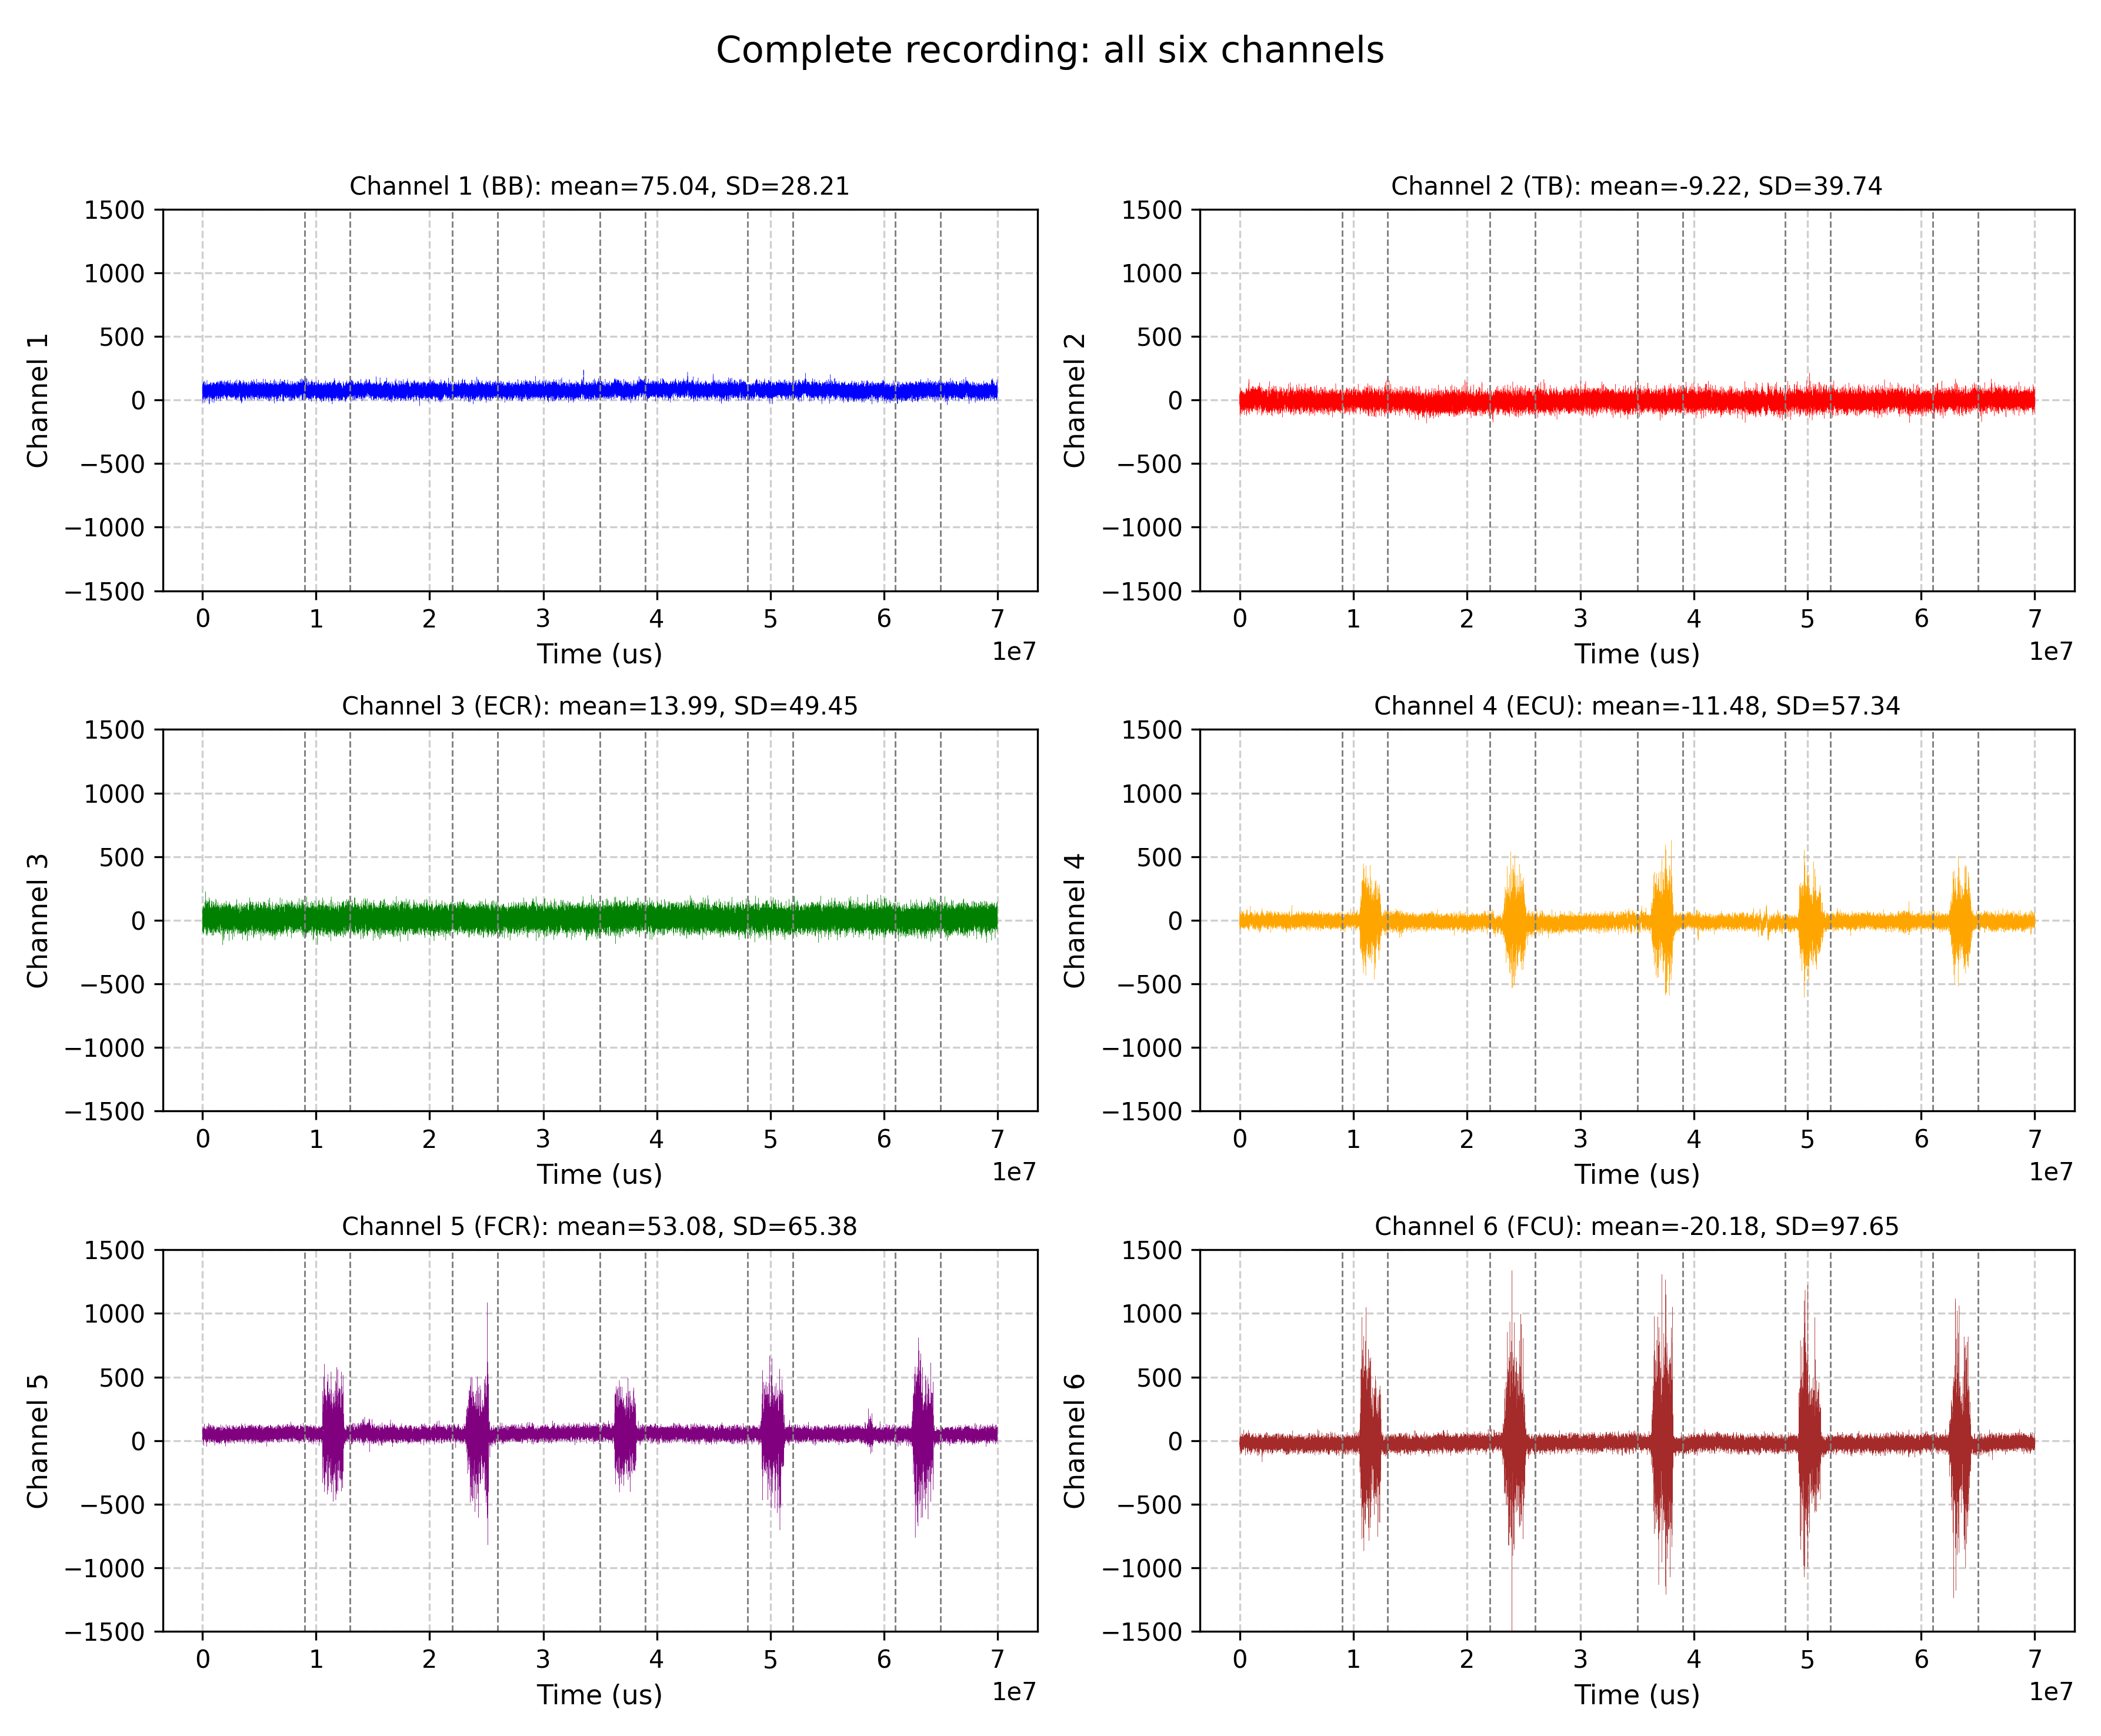 Complete recording: all six channels
Channel 1 (BB): mean=75.04, SD=28.21
Channel 1
1500
1000
500
0
−500
−1000
−1500
0 1 2 3 4 5 6 7
Time (us)
1e7
Channel 2 (TB): mean=-9.22, SD=39.74
Channel 2
1500
1000
500
0
−500
−1000
−1500
0 1 2 3 4 5 6 7
Time (us)
1e7
Channel 3 (ECR): mean=13.99, SD=49.45
Channel 3
1500
1000
500
0
−500
−1000
−1500
0 1 2 3 4 5 6 7
Time (us)
1e7
Channel 4 (ECU): mean=-11.48, SD=57.34
Channel 4
1500
1000
500
0
−500
−1000
−1500
0 1 2 3 4 5 6 7
Time (us)
1e7
Channel 5 (FCR): mean=53.08, SD=65.38
Channel 5
1500
1000
500
0
−500
−1000
−1500
0 1 2 3 4 5 6 7
Time (us)
1e7
Channel 6 (FCU): mean=-20.18, SD=97.65
Channel 6
1500
1000
500
0
−500
−1000
−1500
0 1 2 3 4 5 6 7
Time (us)
1e7